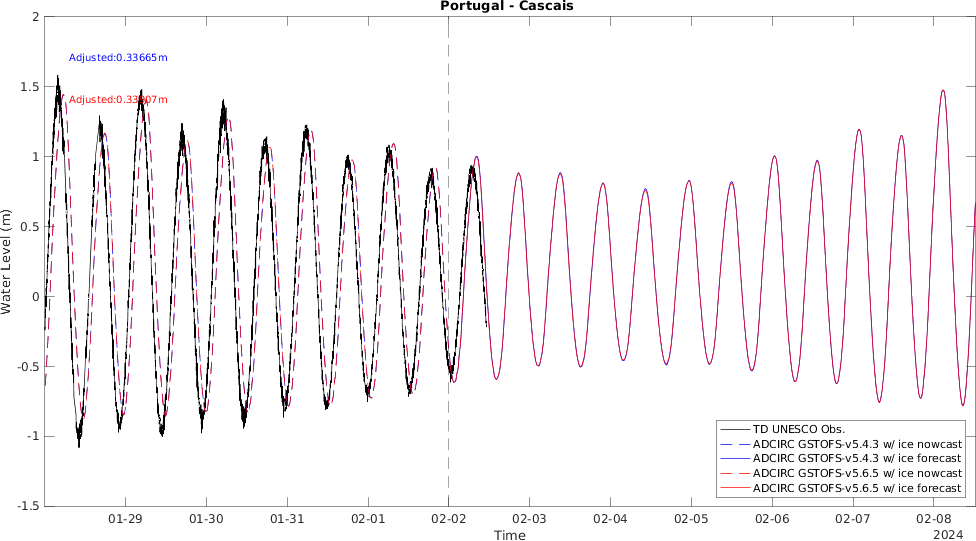 Portugal - Cascais
2
Adjusted:0.33665m
1.5
1
0.5
0
-0.5
-1
-1.5
Water Level (m)
TD UNESCO Obs.
ADCIRC GSTOFS-v5.4.3 w/ ice nowcast
ADCIRC GSTOFS-v5.4.3 w/ ice forecast
ADCIRC GSTOFS-v5.6.5 w/ ice nowcast
ADCIRC GSTOFS-v5.6.5 w/ ice forecast
01-29 01-30 01-31 02-01 02-02 02-03 02-04 02-05 02-06 02-07 02-08
2024
Time